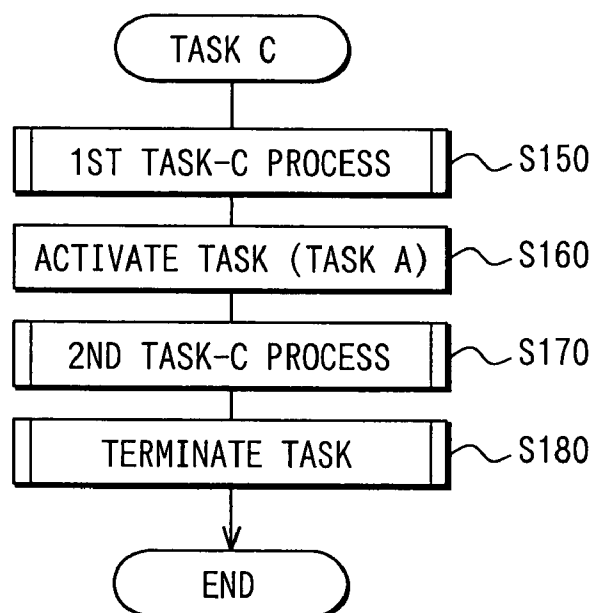 TASK C
1ST TASK-C PROCESS S150
ACTIVATE TASK (TASK A) S160
2ND TASK-C PROCESS S170
TERMINATE TASK S180
END